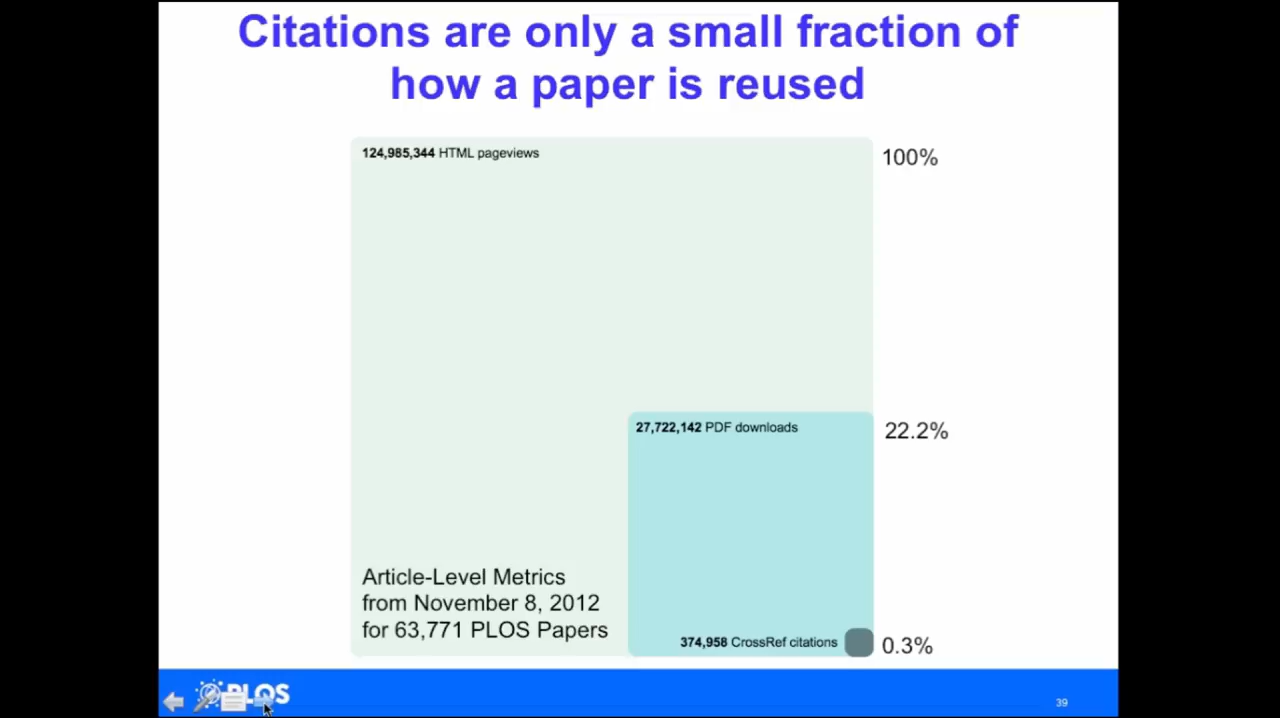 Citations are only a small fraction of
how a paper is reused
124,985,344 HTML pageviews
100%
27,722,142 PDF downloads
22.2%
Article-Level Metrics
from November 8, 2012
for 63,771 PLOS Papers
374,958 CrossRef citations
0.3%
PLOS
39